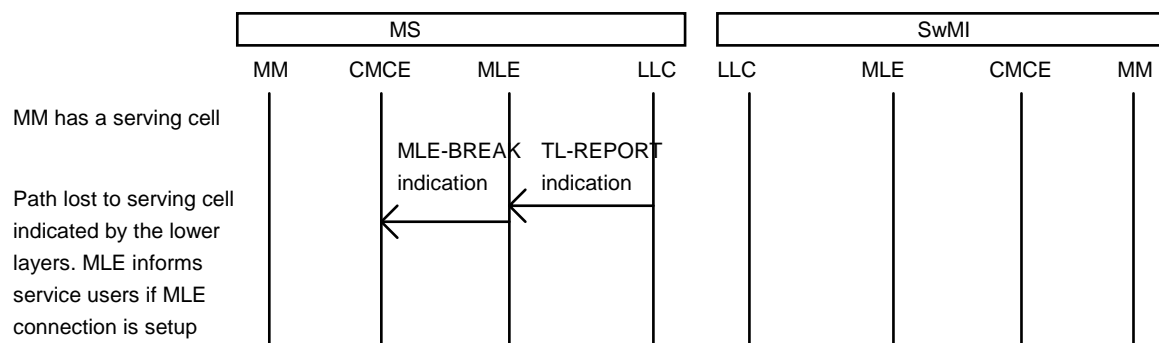 MS SwMI
MM CMCE MLE LLC LLC MLE CMCE MM
MM has a serving cell
MLE-BREAK TL-REPORT
indication indication
Path lost to serving cell
indicated by the lower
layers. MLE informs
service users if MLE
connection is setup